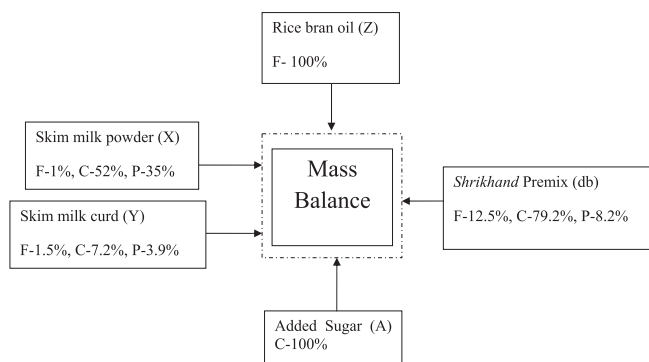 Rice bran oil (Z)
F- 100%
Skim milk powder (X)
F-1%, C-52%, P-35%
Skim milk curd (Y)
F-1.5%, C-7.2%, P-3.9%
Mass
Balance
Shrikhand Premix (db)
F-12.5%, C-79.2%, P-8.2%
Added Sugar (A)
C-100%